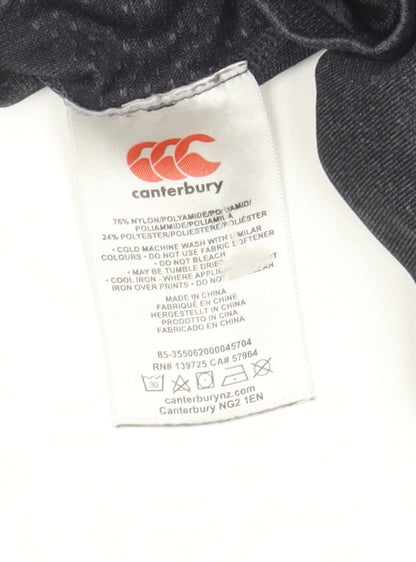 canterbury
76% NYLON/POLYAMIDE/POLYAMID/
POLIAMMIDE/POLIAMILA
24% POLYESTER/POLIESTERE/POLIÉSTER
• COLD MACHINE WASH WITH SIMILAR
COLOURS • DO NOT USE FABRIC SOFTENER
• DO NOT BLEACH
• MAY BE TUMBLE DRIED
• COOL IRON - WHERE
IRON OVER PRINTS • DO NOT CLEAN
MADE IN CHINA
FABRIQUÉ EN CHINE
HERGESTELLT IN CHINA
PRODOTTO IN CINA
FABRICADO EN CHINA
85-355062000045704
RN# 139725 CA# 57964
30
canterburynz.com
Canterbury NG2 1EN